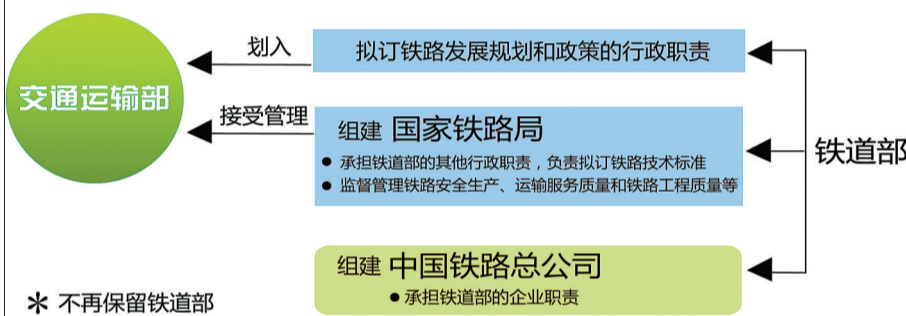 划入
拟订铁路发展规划和政策的行政职责
交通运输部
接受管理
组建 国家铁路局
● 承担铁道部的其他行政职责，负责拟订铁路技术标准
● 监督管理铁路安全生产、运输服务质量和铁路工程质量等
铁道部
组建 中国铁路总公司
● 承担铁道部的企业职责
＊ 不再保留铁道部